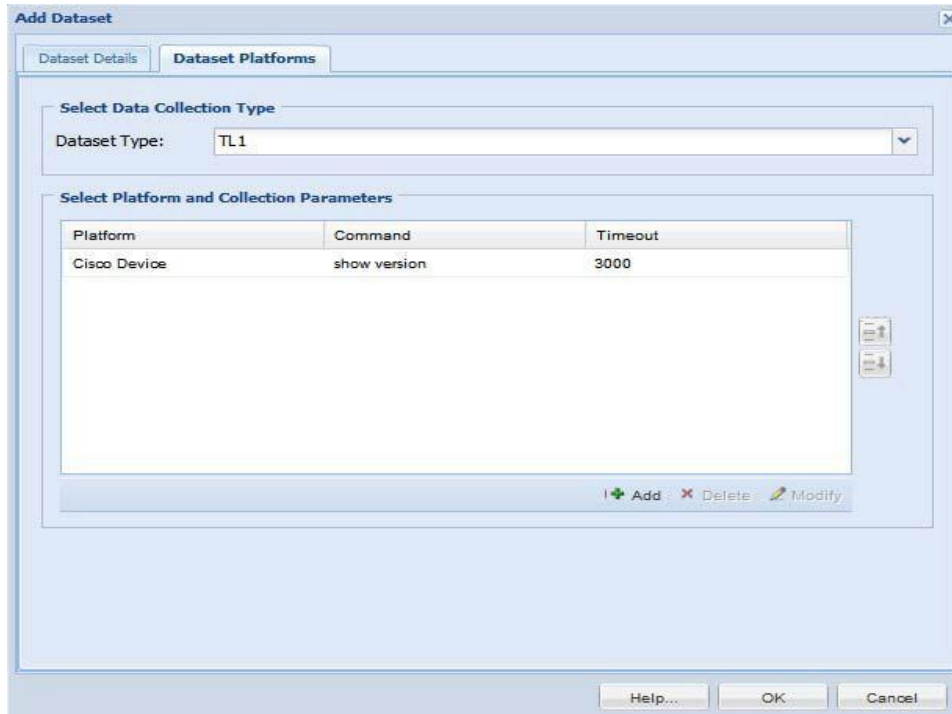 Add Dataset
Dataset Details Dataset Platforms
Select Data Collection Type
Dataset Type: TL1
Select Platform and Collection Parameters
Platform Command Timeout
Cisco Device show version 3000
Add Delete Modify
Help... OK Cancel